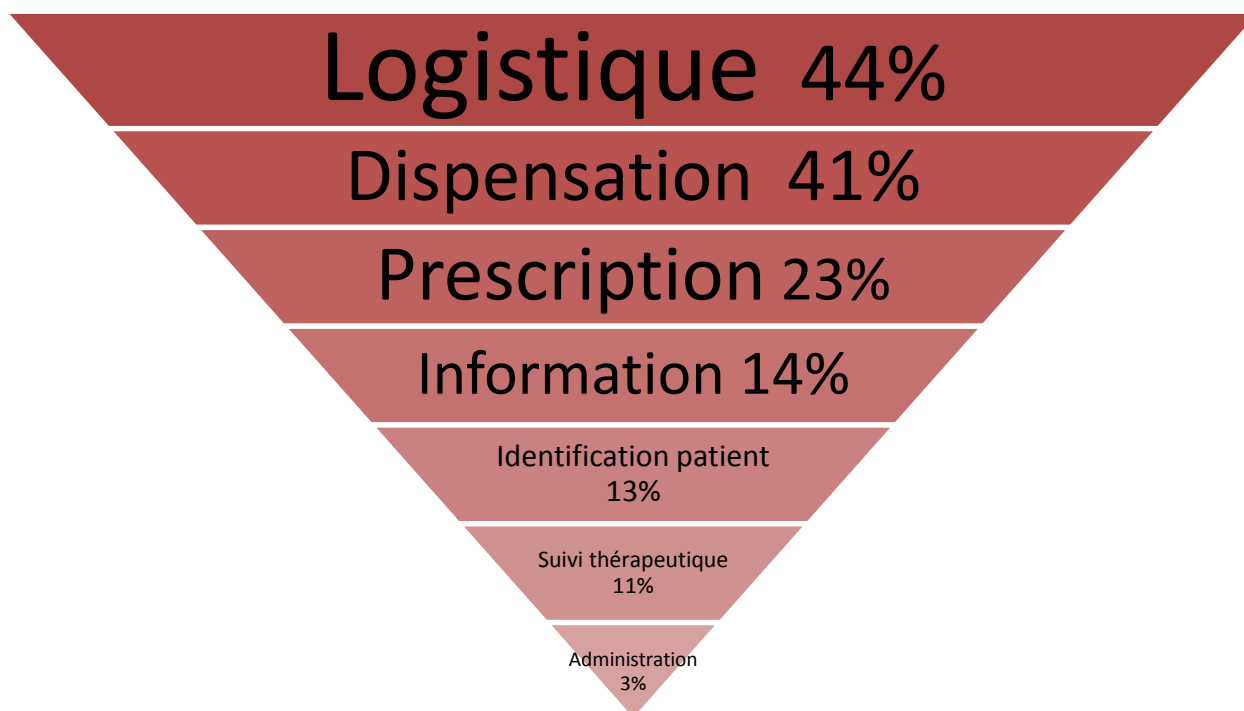 Logistique 44%
Dispensation 41%
Prescription 23%
Information 14%
Identification patient
13%
Suivi thérapeutique
11%
Administration
3%